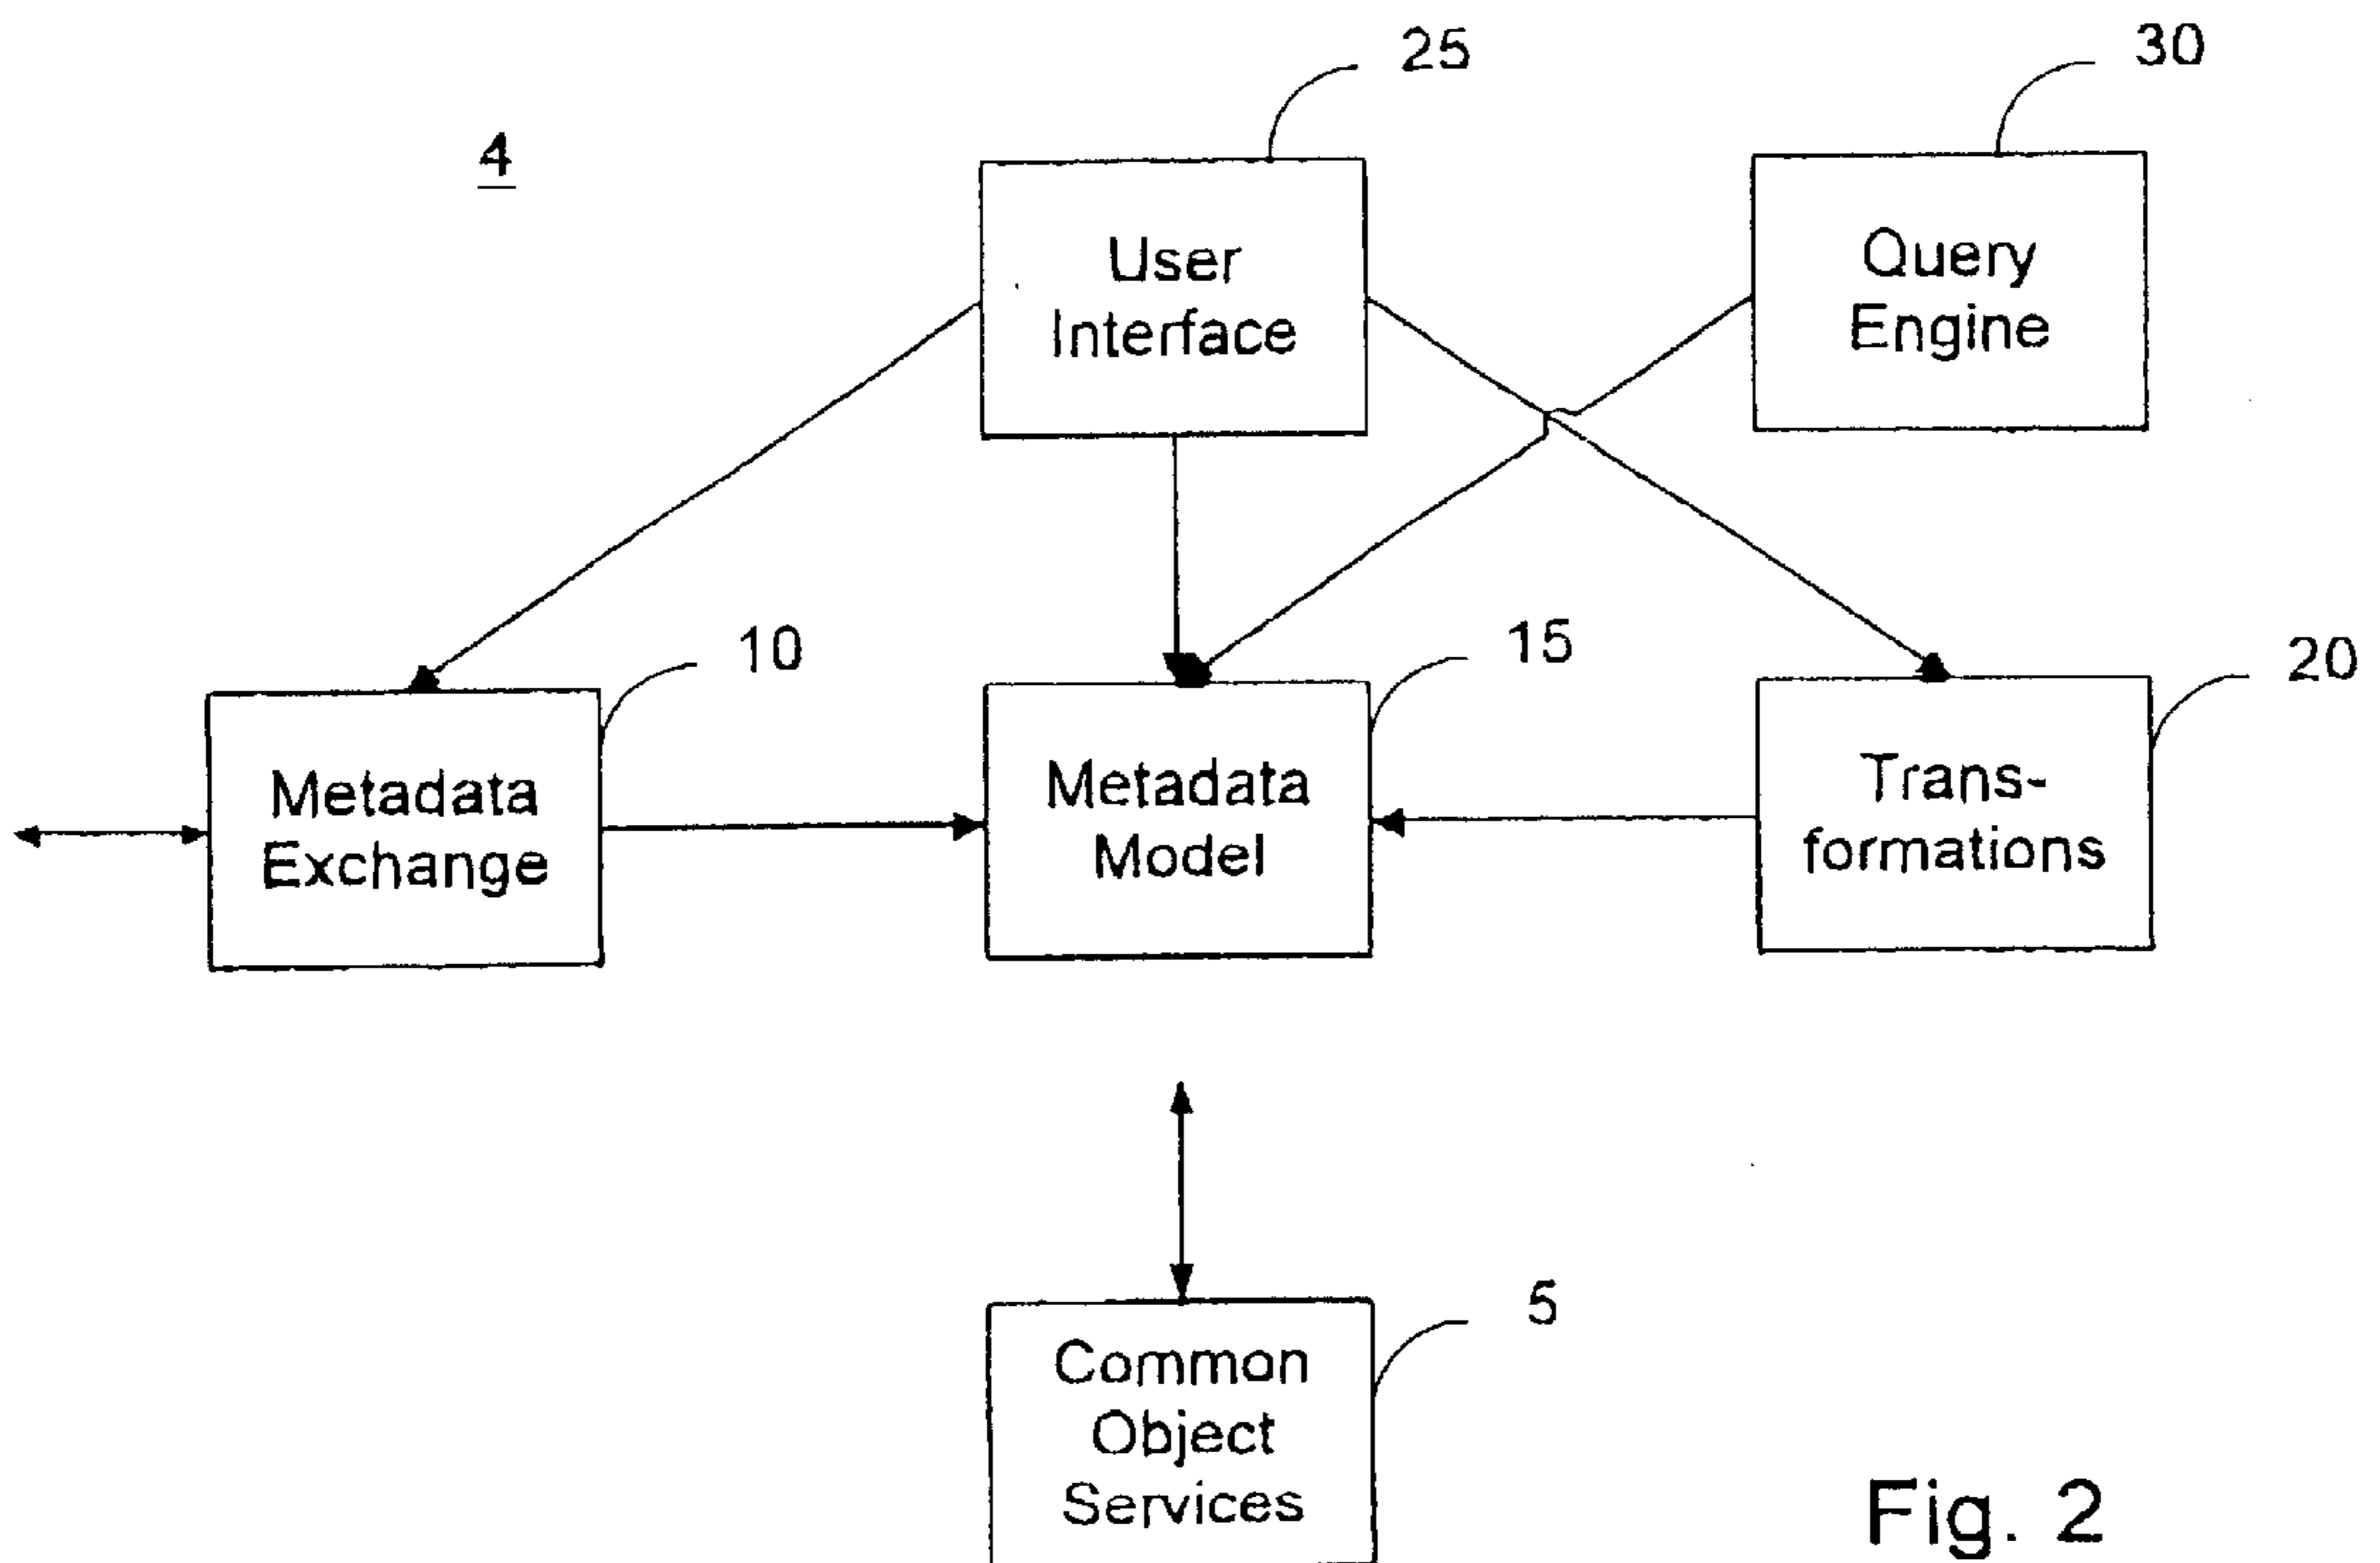 25
30
4
User
Interface
Query
Engine
10
15
20
Metadata
Exchange
Metadata
Model
Trans-
formations
5
Common
Object
Services
Fig. 2